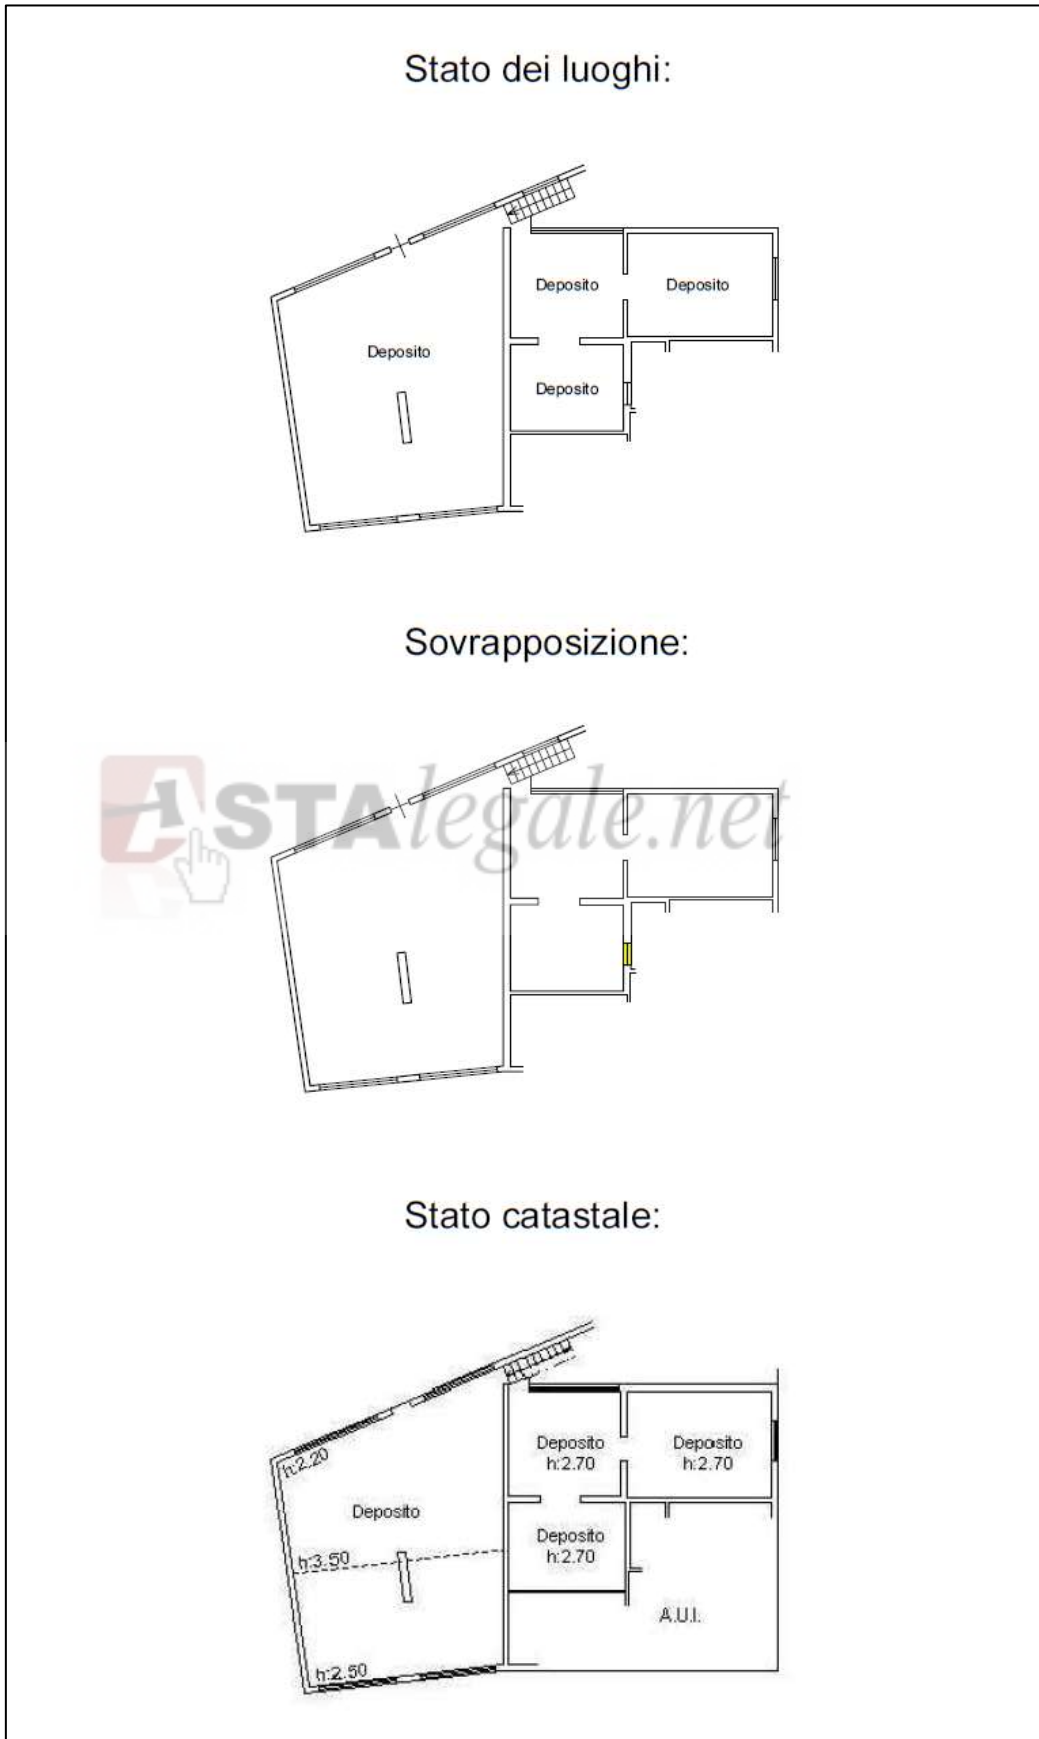 Stato dei luoghi:
Deposito
Deposito
Deposito
Deposito
Sovrapposizione:
ASTAlegale.net
Stato catastale:
h:2.20
Deposito
h:2.70
Deposito
h:2.70
Deposito
Deposito
h:2.70
h:3.50
A.U.I.
h:2.50